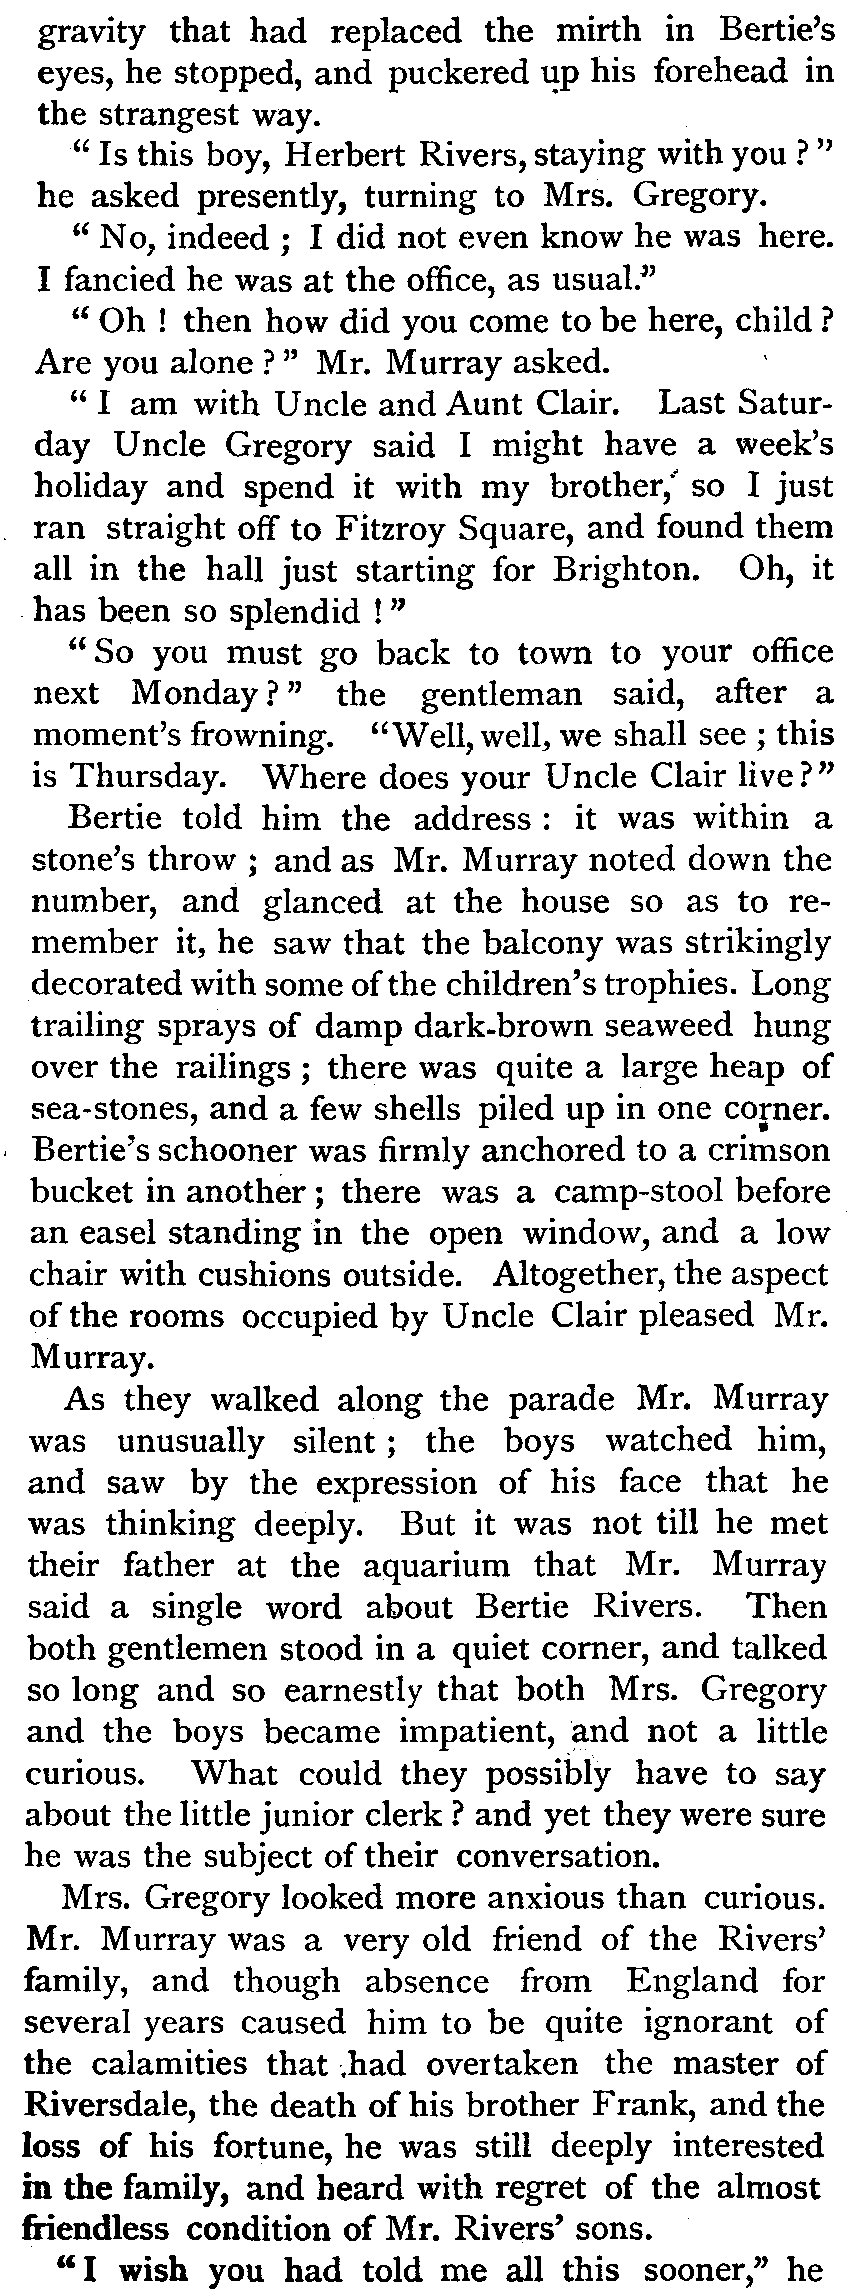 gravity that had replaced the mirth in Bertie's
eyes, he stopped, and puckered up his forehead in
the strangest way.
“ Is this boy, Herbert Rivers, staying with you ? ”
he asked presently, turning to Mrs. Gregory.
“ No, indeed ; I did not even know he was here.
I fancied he was at the office, as usual.”
“ Oh ! then how did you come to be here, child ?
Are you alone ? ” Mr. Murray asked.
“ I am with Uncle and Aunt Clair. Last Satur-
day Uncle Gregory said I might have a week's
holiday and spend it with my brother, so I just
ran straight off to Fitzroy Square, and found them
all in the hall just starting for Brighton. Oh, it
has been so splendid ! ”
“ So you must go back to town to your office
next Monday ? ” the gentleman said, after a
moment's frowning. “Well, well, we shall see ; this
is Thursday. Where does your Uncle Clair live ? ”
Bertie told him the address : it was within a
stone's throw ; and as Mr. Murray noted down the
number, and glanced at the house so as to re-
member it, he saw that the balcony was strikingly
decorated with some of the children's trophies. Long
trailing sprays of damp dark-brown seaweed hung
over the railings ; there was quite a large heap of
sea-stones, and a few shells piled up in one corner.
Bertie's schooner was firmly anchored to a crimson
bucket in another ; there was a camp-stool before
an easel standing in the open window, and a low
chair with cushions outside. Altogether, the aspect
of the rooms occupied by Uncle Clair pleased Mr.
Murray.
As they walked along the parade Mr. Murray
was unusually silent ; the boys watched him,
and saw by the expression of his face that he
was thinking deeply. But it was not till he met
their father at the aquarium that Mr. Murray
said a single word about Bertie Rivers. Then
both gentlemen stood in a quiet corner, and talked
so long and so earnestly that both Mrs. Gregory
and the boys became impatient, and not a little
curious. What could they possibly have to say
about the little junior clerk ? and yet they were sure
he was the subject of their conversation.
Mrs. Gregory looked more anxious than curious.
Mr. Murray was a very old friend of the Rivers'
family, and though absence from England for
several years caused him to be quite ignorant of
the calamities that had overtaken the master of
Riversdale, the death of his brother Frank, and the
loss of his fortune, he was still deeply interested
in the family, and heard with regret of the almost
friendless condition of Mr. Rivers' sons.
“ I wish you had told me all this sooner,” he